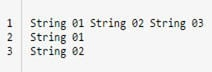 1 String 01 String 02 String 03
2 String 01
3 String 02